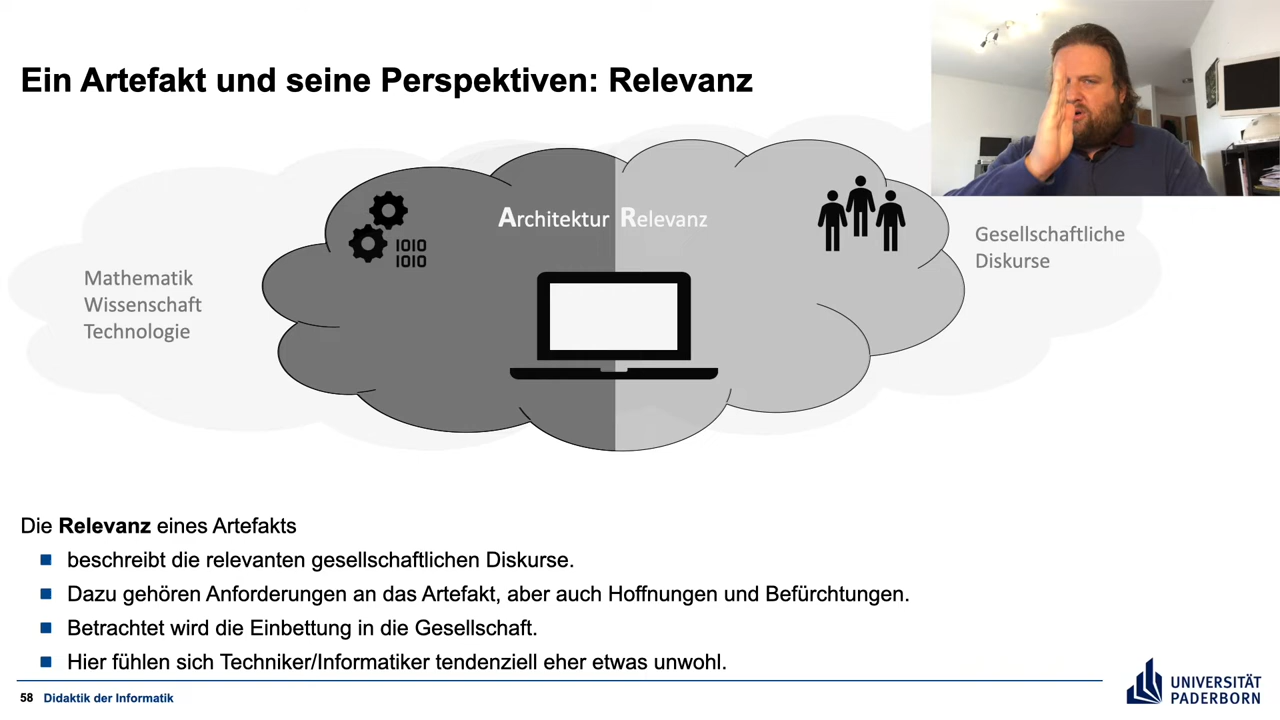 Ein Artefakt und seine Perspektiven: Relevanz
Architektur Relevanz
1010
1010
Gesellschaftliche
Diskurse
Mathematik
Wissenschaft
Technologie
Die Relevanz eines Artefakts
beschreibt die relevanten gesellschaftlichen Diskurse.
Dazu gehören Anforderungen an das Artefakt, aber auch Hoffnungen und Befürchtungen.
Betrachtet wird die Einbettung in die Gesellschaft.
Hier fühlen sich Techniker/Informatiker tendenziell eher etwas unwohl.
58 Didaktik der Informatik
UNIVERSITÄT
PADERBORN